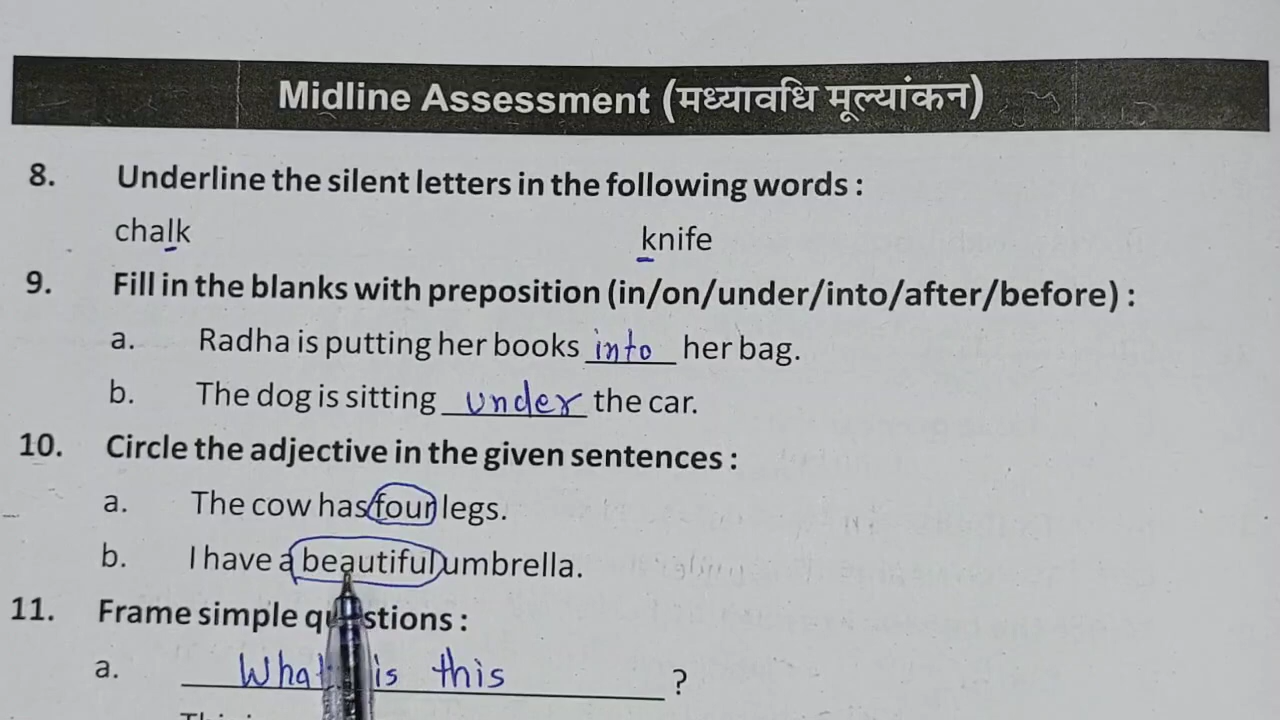 Midline Assessment (मध्यावधि मूल्यांकन)
8. Underline the silent letters in the following words :
chalk knife
9. Fill in the blanks with preposition (in/on/under/into/after/before) :
a. Radha is putting her books into her bag.
b. The dog is sitting under the car.
10. Circle the adjective in the given sentences :
a. The cow has four legs.
b. I have a beautiful umbrella.
11. Frame simple questions :
a. What is this ?